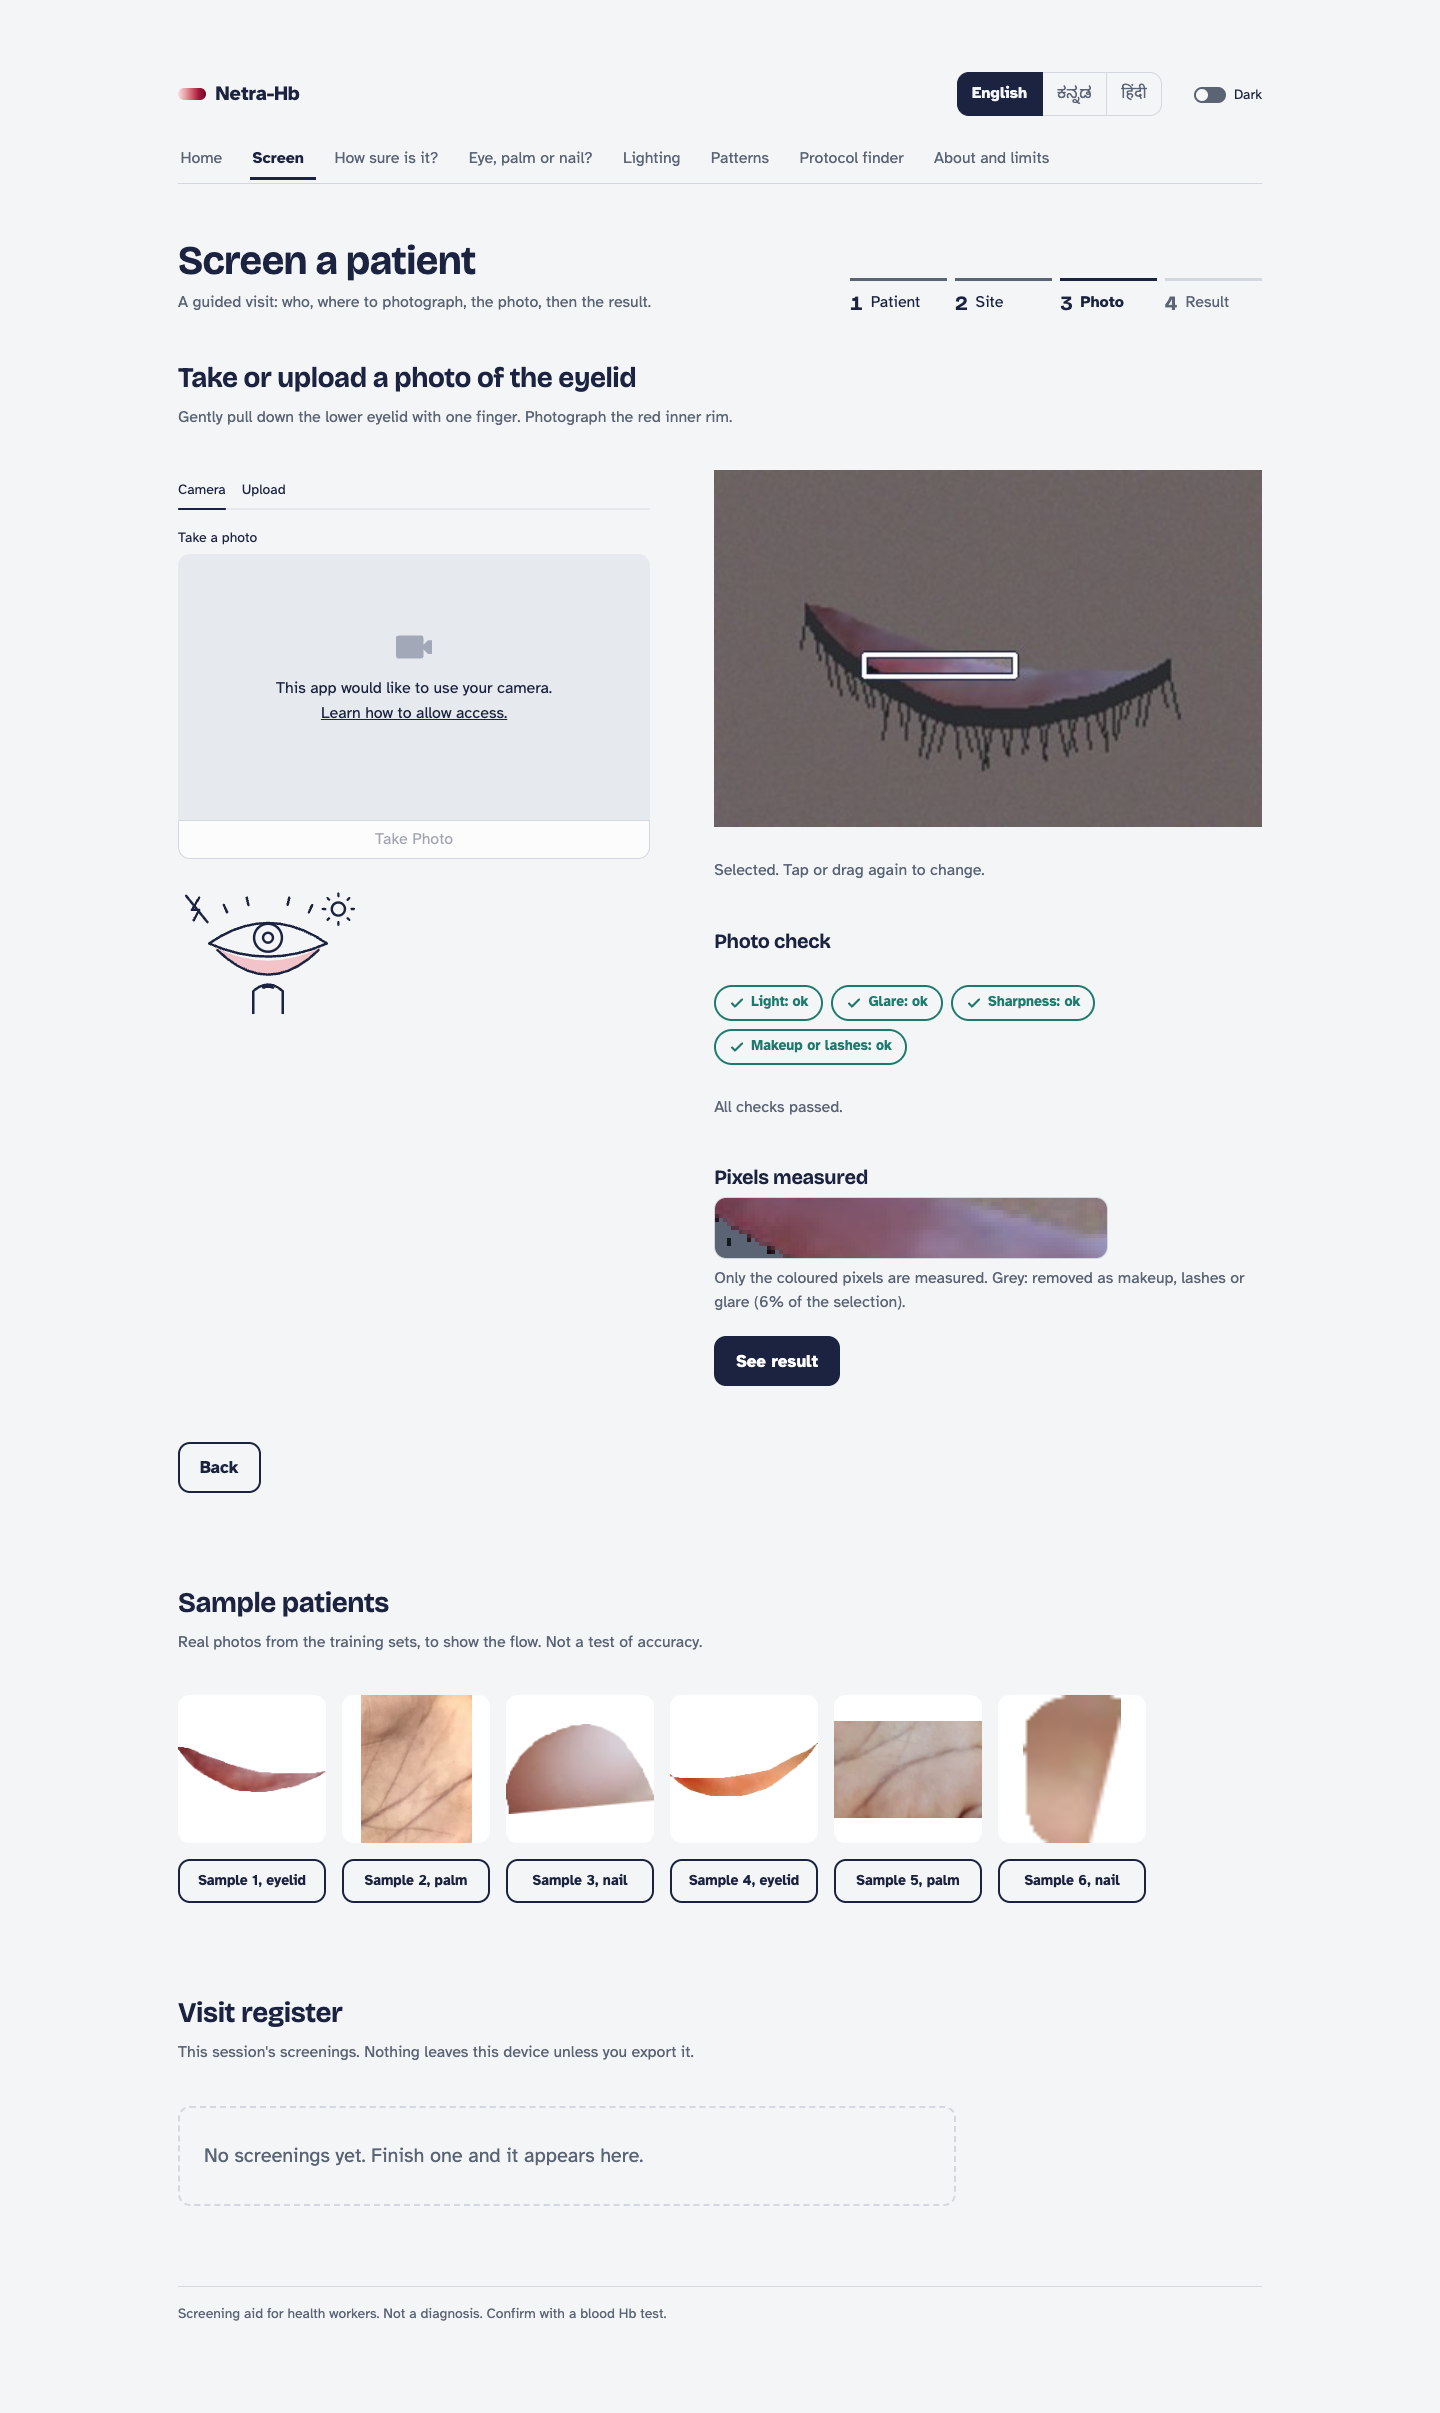 Netra-Hb
English ಕನ್ನಡ हिंदी Dark
Home Screen How sure is it? Eye, palm or nail? Lighting Patterns Protocol finder About and limits
Screen a patient
A guided visit: who, where to photograph, the photo, then the result.
1 Patient 2 Site 3 Photo 4 Result
Take or upload a photo of the eyelid
Gently pull down the lower eyelid with one finger. Photograph the red inner rim.
Camera Upload
Take a photo
This app would like to use your camera.
Learn how to allow access.
Take Photo
Selected. Tap or drag again to change.
Photo check
Light: ok Glare: ok Sharpness: ok
Makeup or lashes: ok
All checks passed.
Pixels measured
Only the coloured pixels are measured. Grey: removed as makeup, lashes or
glare (6% of the selection).
See result
Back
Sample patients
Real photos from the training sets, to show the flow. Not a test of accuracy.
Sample 1, eyelid Sample 2, palm Sample 3, nail Sample 4, eyelid Sample 5, palm Sample 6, nail
Visit register
This session's screenings. Nothing leaves this device unless you export it.
No screenings yet. Finish one and it appears here.
Screening aid for health workers. Not a diagnosis. Confirm with a blood Hb test.